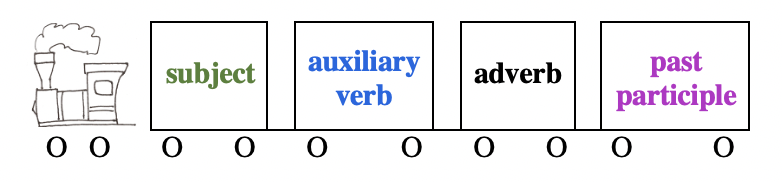 subject
auxiliary
verb
adverb
past
participle
O O O O O O O O O O